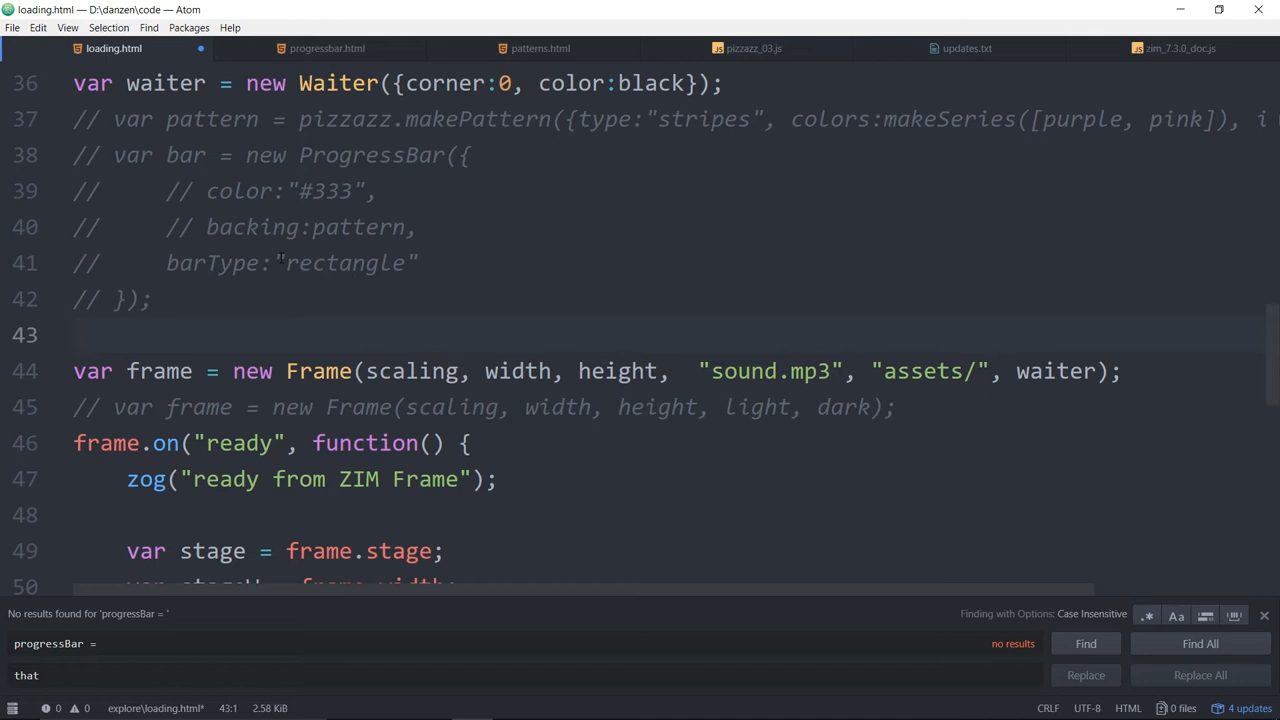 loading.html — D:\danzen\code — Atom
File Edit View Selection Find Packages Help
loading.html progressbar.html patterns.html pizzazz_03.js updates.txt zim_7.3.0_doc.js
36 var waiter = new Waiter({corner:0, color:black});
37 // var pattern = pizzazz.makePattern({type:"stripes", colors:makeSeries([purple, pink]), i
38 // var bar = new ProgressBar({
39 //     // color:"#333",
40 //     // backing:pattern,
41 //     barType:"rectangle"
42 // });
43
44 var frame = new Frame(scaling, width, height,  "sound.mp3", "assets/", waiter);
45 // var frame = new Frame(scaling, width, height, light, dark);
46 frame.on("ready", function() {
47     zog("ready from ZIM Frame");
48
49     var stage = frame.stage;
50     var stageW = frame.width;
No results found for 'progressBar = ' Finding with Options: Case Insensitive .* Aa
progressBar = no results Find Find All
that Replace Replace All
0 0 explore\loading.html* 43:1 2.58 KiB CRLF UTF-8 HTML 0 files 4 updates